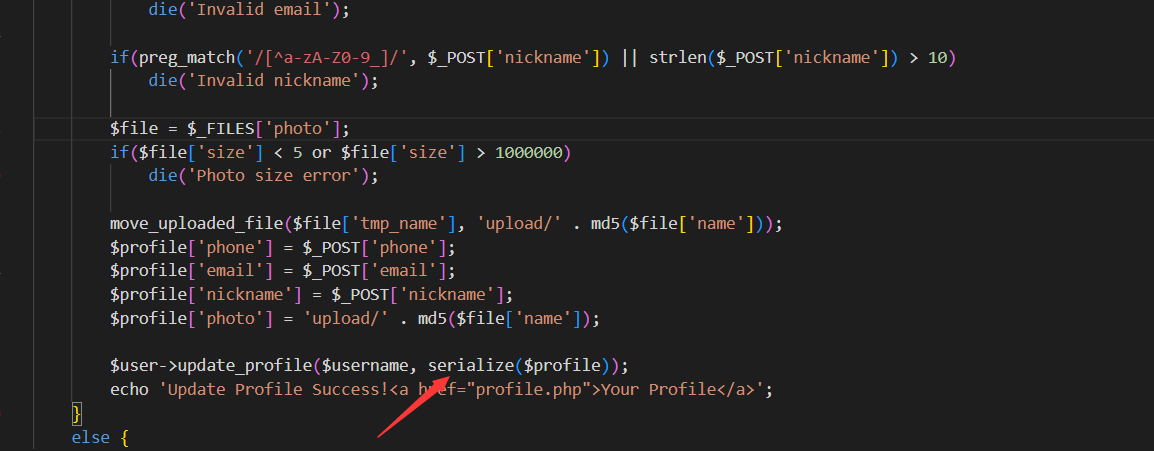 die('Invalid email');
if(preg_match('/[^a-zA-Z0-9_]/', $_POST['nickname']) || strlen($_POST['nickname']) > 10)
die('Invalid nickname');
$file = $_FILES['photo'];
if($file['size'] < 5 or $file['size'] > 1000000)
die('Photo size error');
move_uploaded_file($file['tmp_name'], 'upload/' . md5($file['name']));
$profile['phone'] = $_POST['phone'];
$profile['email'] = $_POST['email'];
$profile['nickname'] = $_POST['nickname'];
$profile['photo'] = 'upload/' . md5($file['name']);
$user->update_profile($username, serialize($profile));
echo 'Update Profile Success!<a href="profile.php">Your Profile</a>';
}
else {